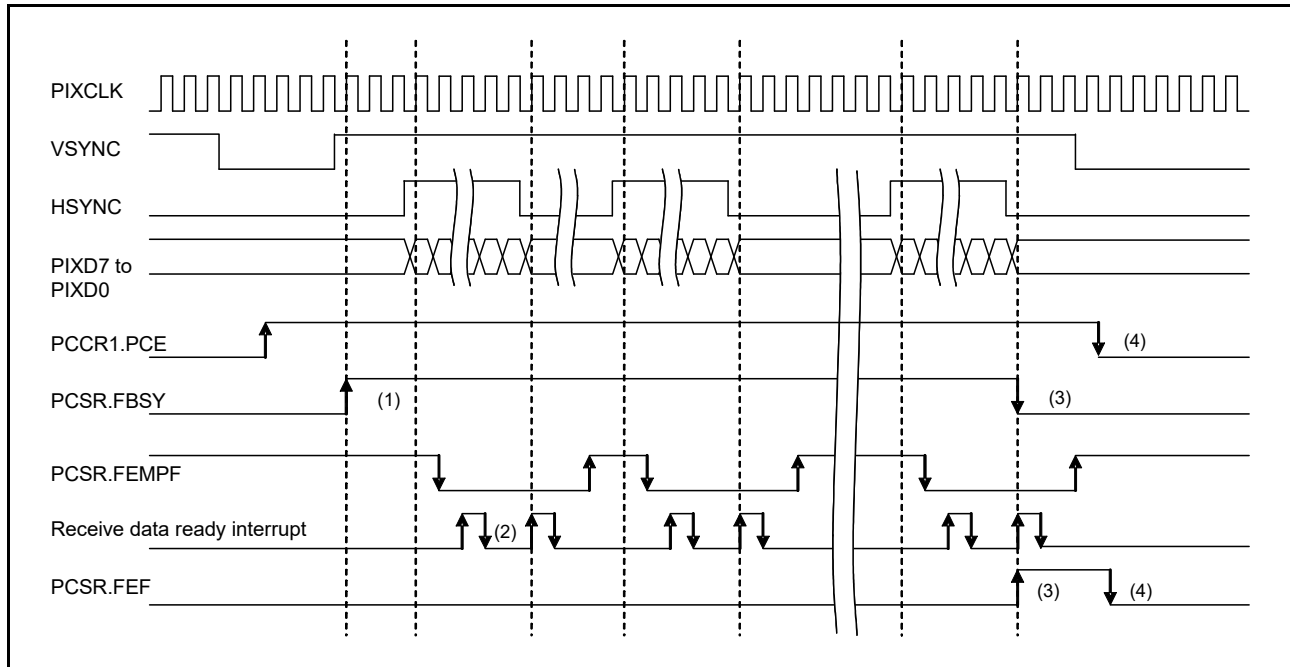 PIXCLK
VSYNC
HSYNC
PIXD7 to
PIXD0
PCCR1.PCE
(4)
PCSR.FBSY
(1)
(3)
PCSR.FEMPF
Receive data ready interrupt
(2)
PCSR.FEF
(3)
(4)